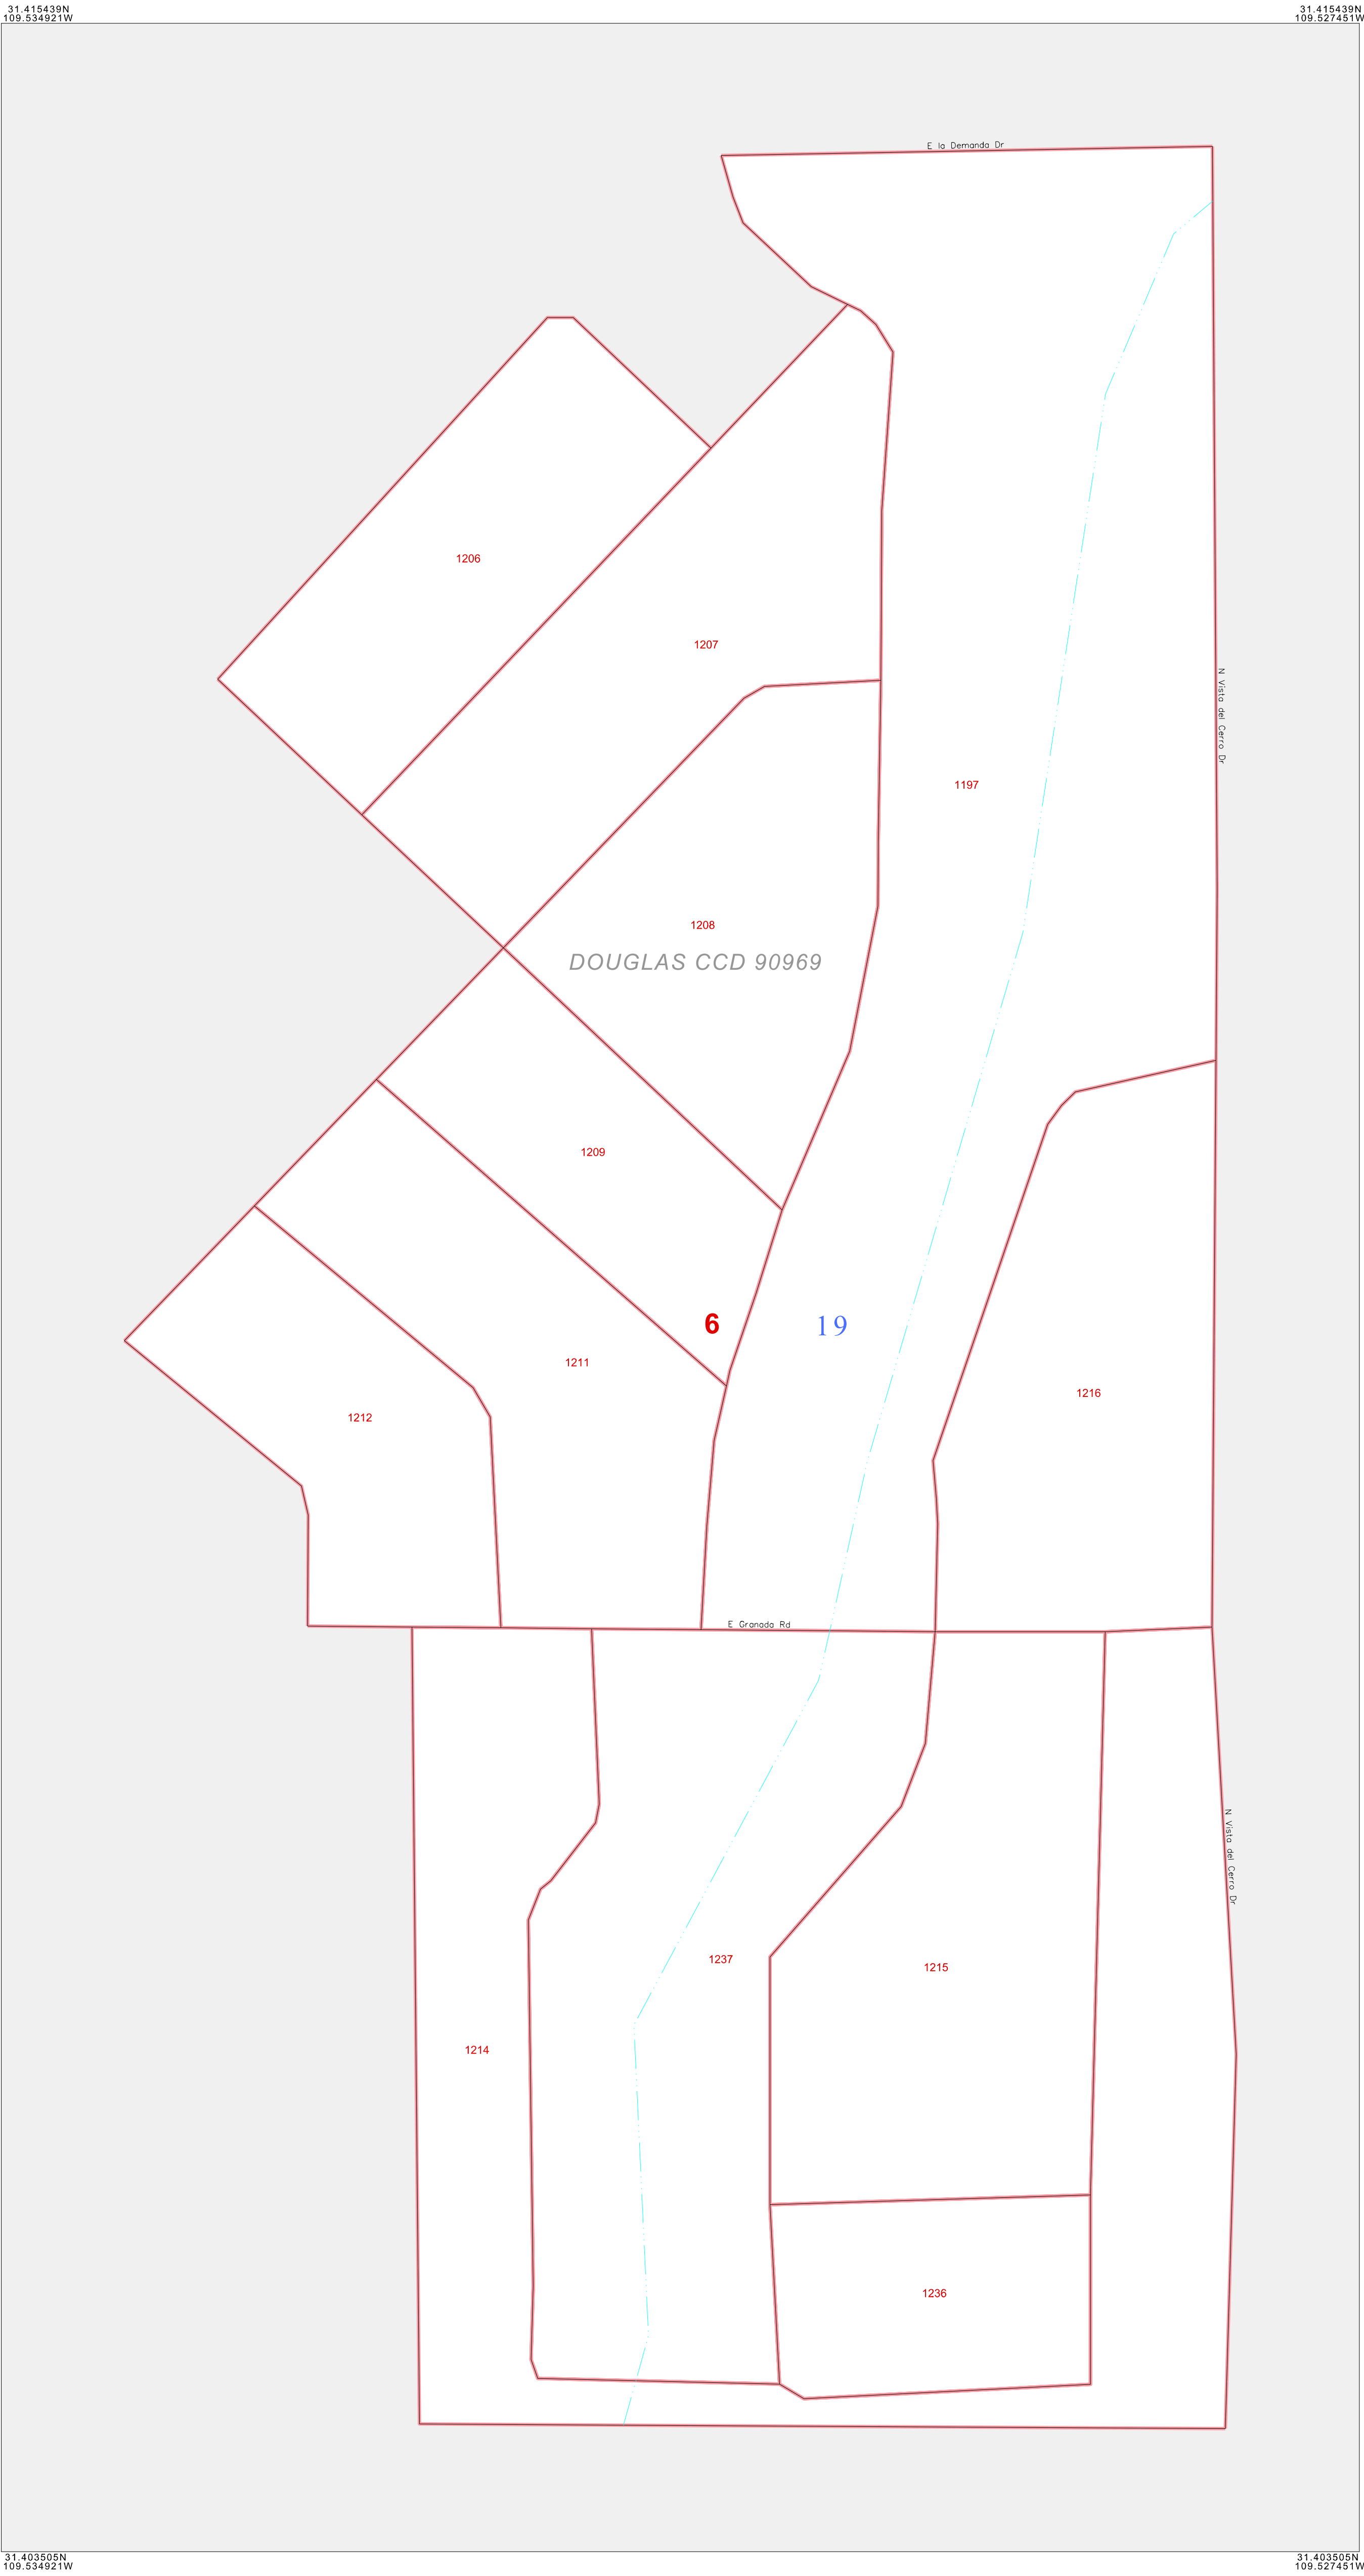 31.415439N
109.534921W
31.415439N
109.527451W
E la Demanda Dr
1206
1207
N Vista del Cerro Dr
1197
1208
DOUGLAS CCD 90969
1209
6
19
1211
1216
1212
E Granada Rd
N Vista del Cerro Dr
1237
1215
1214
1236
31.403505N
109.534921W
31.403505N
109.527451W